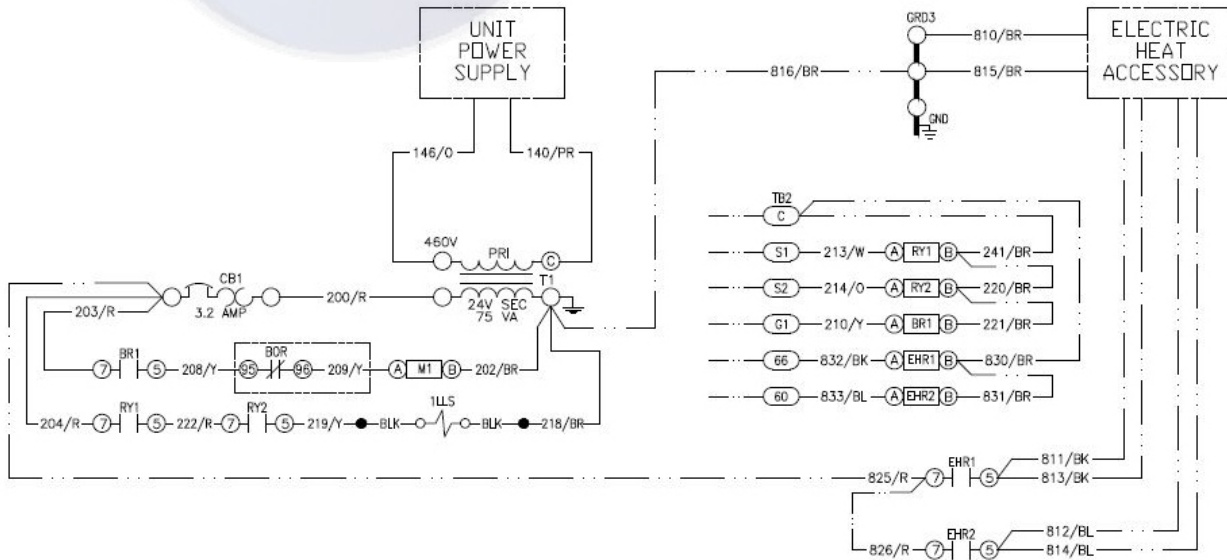 UNIT
POWER
SUPPLY
GRD3
810/BR
ELECTRIC
HEAT
ACCESSORY
816/BR
815/BR
GND
146/O
140/PR
TB2
C
460V
PRI
C
S1
213/W
A
RY1
B
241/BR
CB1
T1
S2
214/O
A
RY2
B
220/BR
200/R
24V SEC
75 VA
203/R
3.2 AMP
G1
210/Y
A
BR1
B
221/BR
BR1
BOR
7
5
208/Y
95
96
209/Y
A
M1
B
202/BR
66
832/BK
A
EHR1
B
830/BR
60
833/BL
A
EHR2
B
831/BR
RY1
RY2
1LLS
204/R
7
5
222/R
7
5
219/Y
BLK
BLK
218/BR
EHR1
811/BK
825/R
7
5
813/BK
EHR2
812/BL
826/R
7
5
814/BL